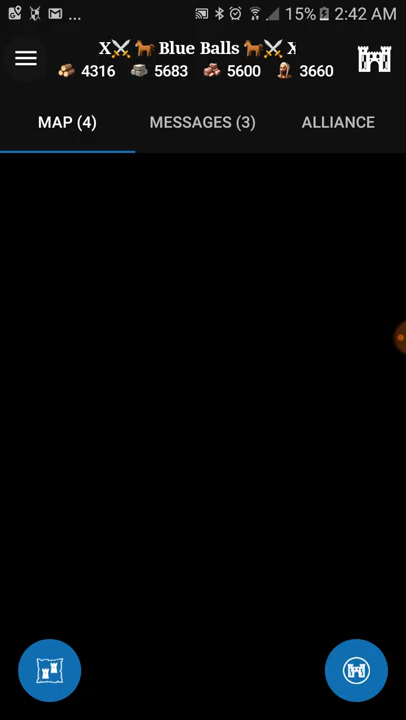 ... 15% 2:42 AM
X⚔️🐎 Blue Balls 🐎⚔️ X
4316 5683 5600 3660
MAP (4) MESSAGES (3) ALLIANCE